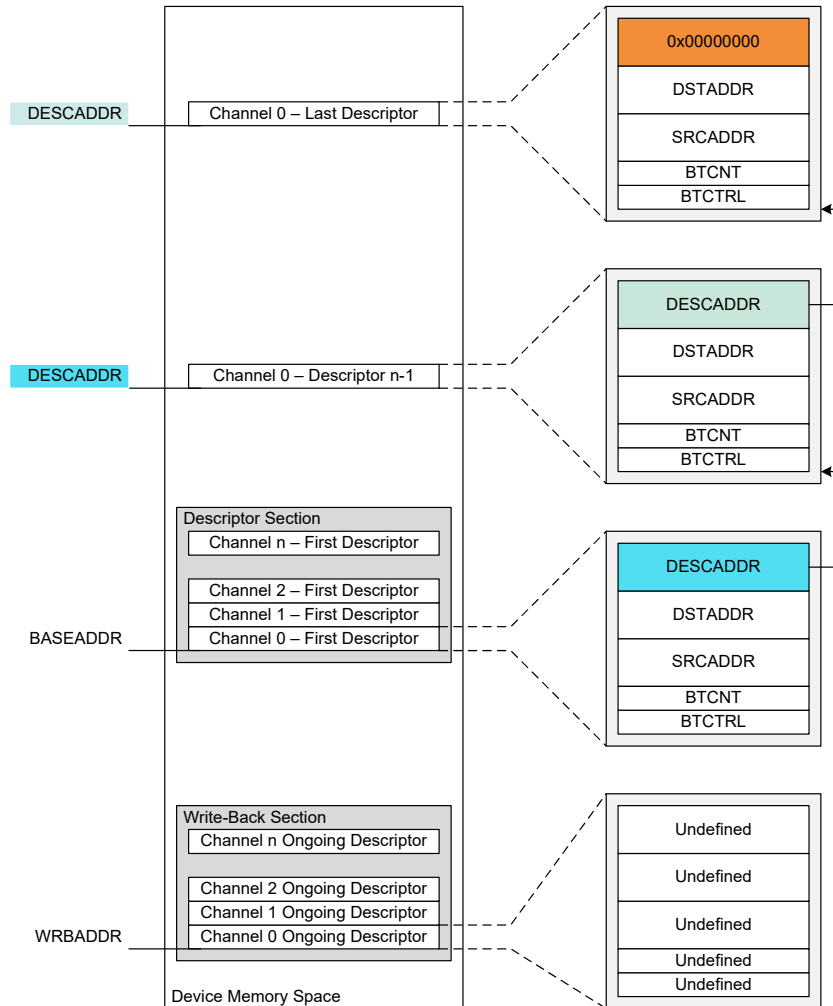 0x00000000
DSTADDR
SRCADDR
BTCNT
BTCTRL
DESCADDR
Channel 0 – Last Descriptor
DESCADDR
DSTADDR
SRCADDR
BTCNT
BTCTRL
DESCADDR
Channel 0 – Descriptor n-1
Descriptor Section
Channel n – First Descriptor
Channel 2 – First Descriptor
Channel 1 – First Descriptor
Channel 0 – First Descriptor
BASEADDR
DESCADDR
DSTADDR
SRCADDR
BTCNT
BTCTRL
Write-Back Section
Channel n Ongoing Descriptor
Channel 2 Ongoing Descriptor
Channel 1 Ongoing Descriptor
Channel 0 Ongoing Descriptor
WRBADDR
Undefined
Undefined
Undefined
Undefined
Undefined
Device Memory Space